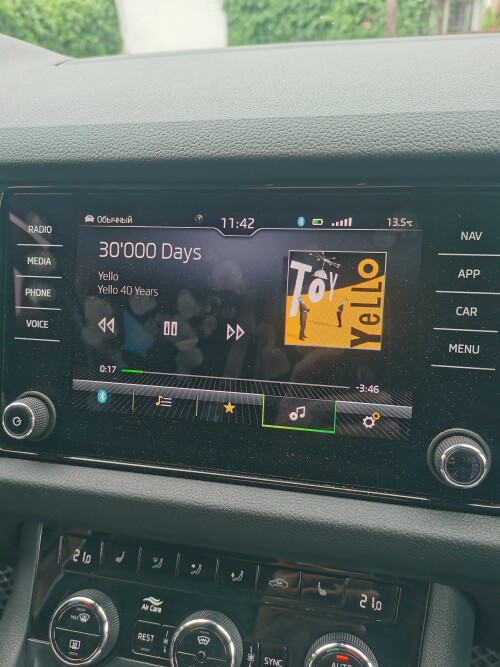 RADIO
MEDIA
PHONE
VOICE
Обычный
11:42
13.5°C
30'000 Days
Yello
Yello 40 Years
TOY
YELLO
0:17
-3:46
NAV
APP
CAR
MENU
21.0
21.0
Air Care
MAX
REST
SYNC
AUTO